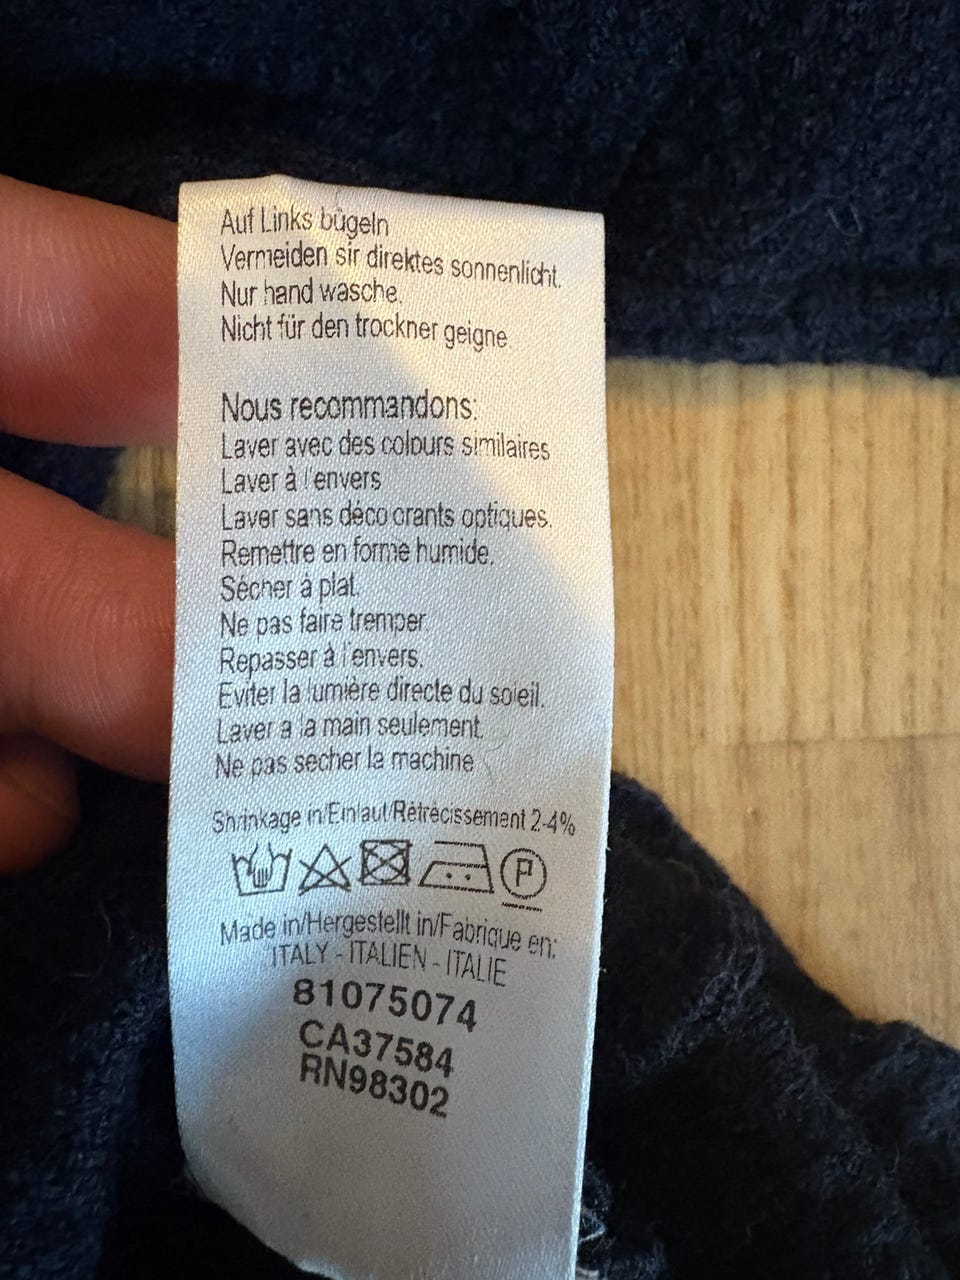 Auf Links bügeln
Vermeiden sir direktes sonnenlicht.
Nur hand wasche.
Nicht für den trockner geigne
Nous recommandons:
Laver avec des colours similaires
Laver à l'envers
Laver sans décolorants optiques.
Remettre en forme humide.
Sécher à plat.
Ne pas faire tremper.
Repasser à l'envers.
Eviter la lumière directe du soleil.
Laver a la main seulement.
Ne pas secher la machine
Shrinkage in/Einlauf/Rétrécissement 2-4%
P
Made in/Hergestellt in/Fabrique en:
ITALY - ITALIEN - ITALIE
81075074
CA37584
RN98302